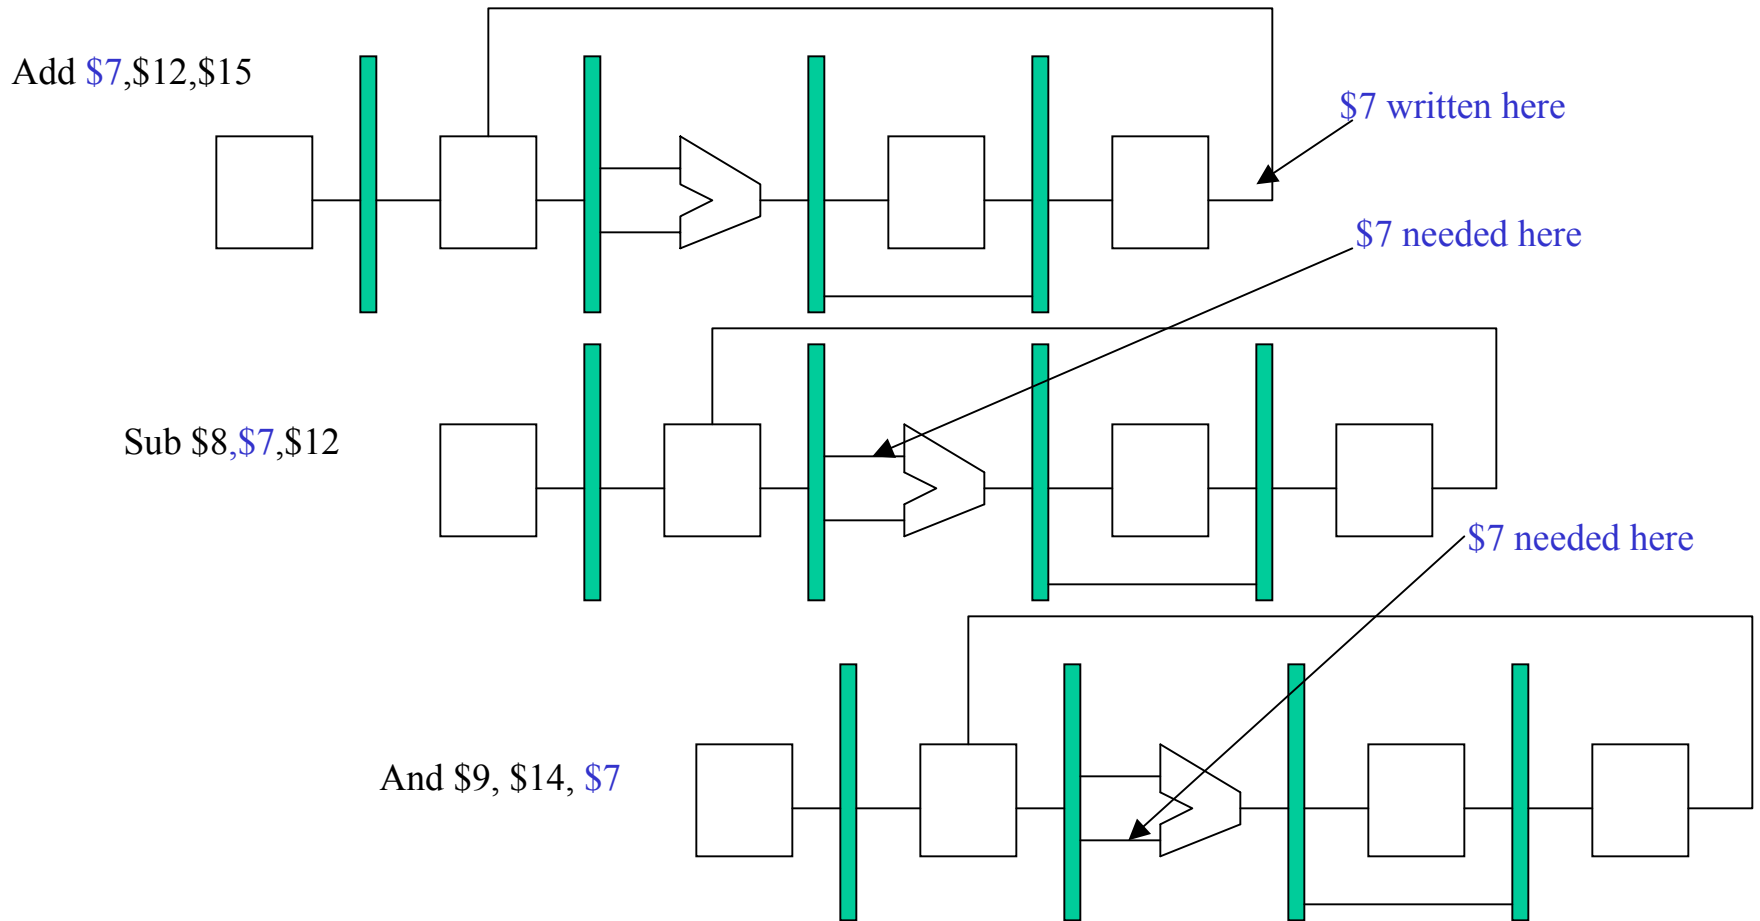 Add $7,$12,$15
$7 written here
$7 needed here
Sub $8,$7,$12
$7 needed here
And $9, $14, $7